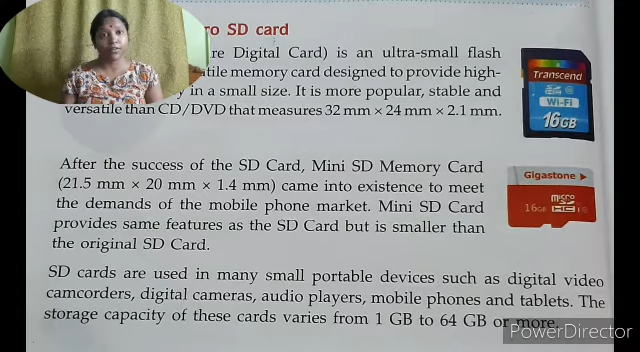 ro SD card
re Digital Card) is an ultra-small flash
atile memory card designed to provide high-
y in a small size. It is more popular, stable and
versatile than CD/DVD that measures 32 mm × 24 mm × 2.1 mm.
Transcend
Wi-Fi
16GB
After the success of the SD Card, Mini SD Memory Card
(21.5 mm × 20 mm × 1.4 mm) came into existence to meet
the demands of the mobile phone market. Mini SD Card
provides same features as the SD Card but is smaller than
the original SD Card.
Gigastone
micro
SD
16GB HC I
SD cards are used in many small portable devices such as digital video
camcorders, digital cameras, audio players, mobile phones and tablets. The
storage capacity of these cards varies from 1 GB to 64 GB or more.
PowerDirector